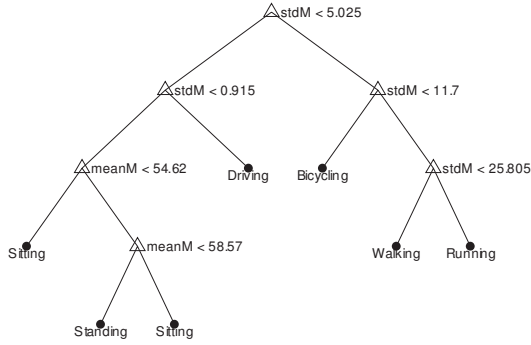 stdM < 5.025
stdM < 0.915
stdM < 11.7
meanM < 54.62
Driving
Bicycling
stdM < 25.805
Sitting
meanM < 58.57
Walking
Running
Standing
Sitting